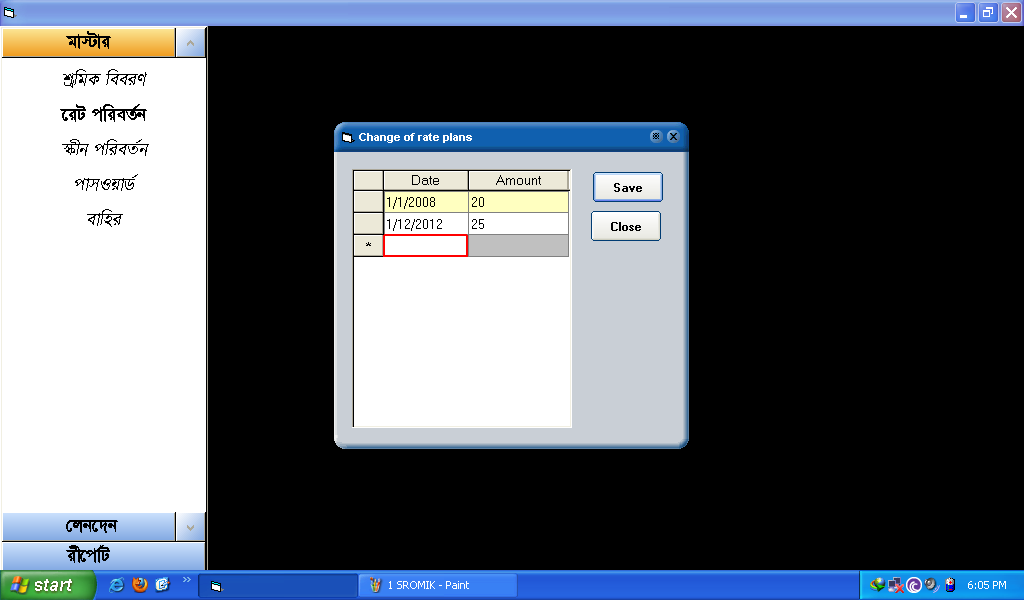 মাস্টার
শ্রমিক বিবরণ
রেট পরিবর্তন
স্কীন পরিবর্তন
পাসওয়ার্ড
বাহির
Change of rate plans
Date Amount
1/1/2008 20
1/12/2012 25
*
Save
Close
লেনদেন
রীপোর্ট
start
1 SROMIK - Paint
6:05 PM